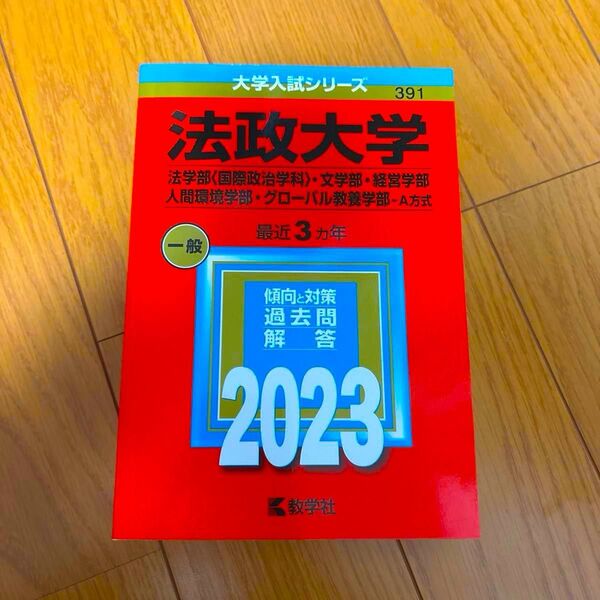 大学入試シリーズ
391
法政大学
法学部〈国際政治学科〉・文学部・経営学部
人間環境学部・グローバル教養学部-A方式
最近3カ年
一般
傾向と対策
過去問
解答
2023
教学社